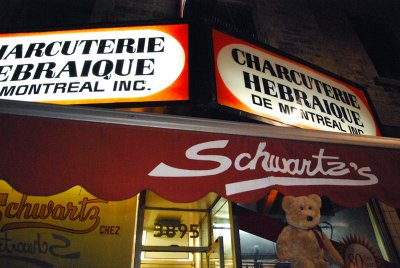 CHARCUTERIE
HEBRAIQUE
MONTREAL INC.
CHARCUTERIE
HEBRAIQUE
DE MONTREAL INC.
Schwartz's
Schwartz
CHEZ
3895